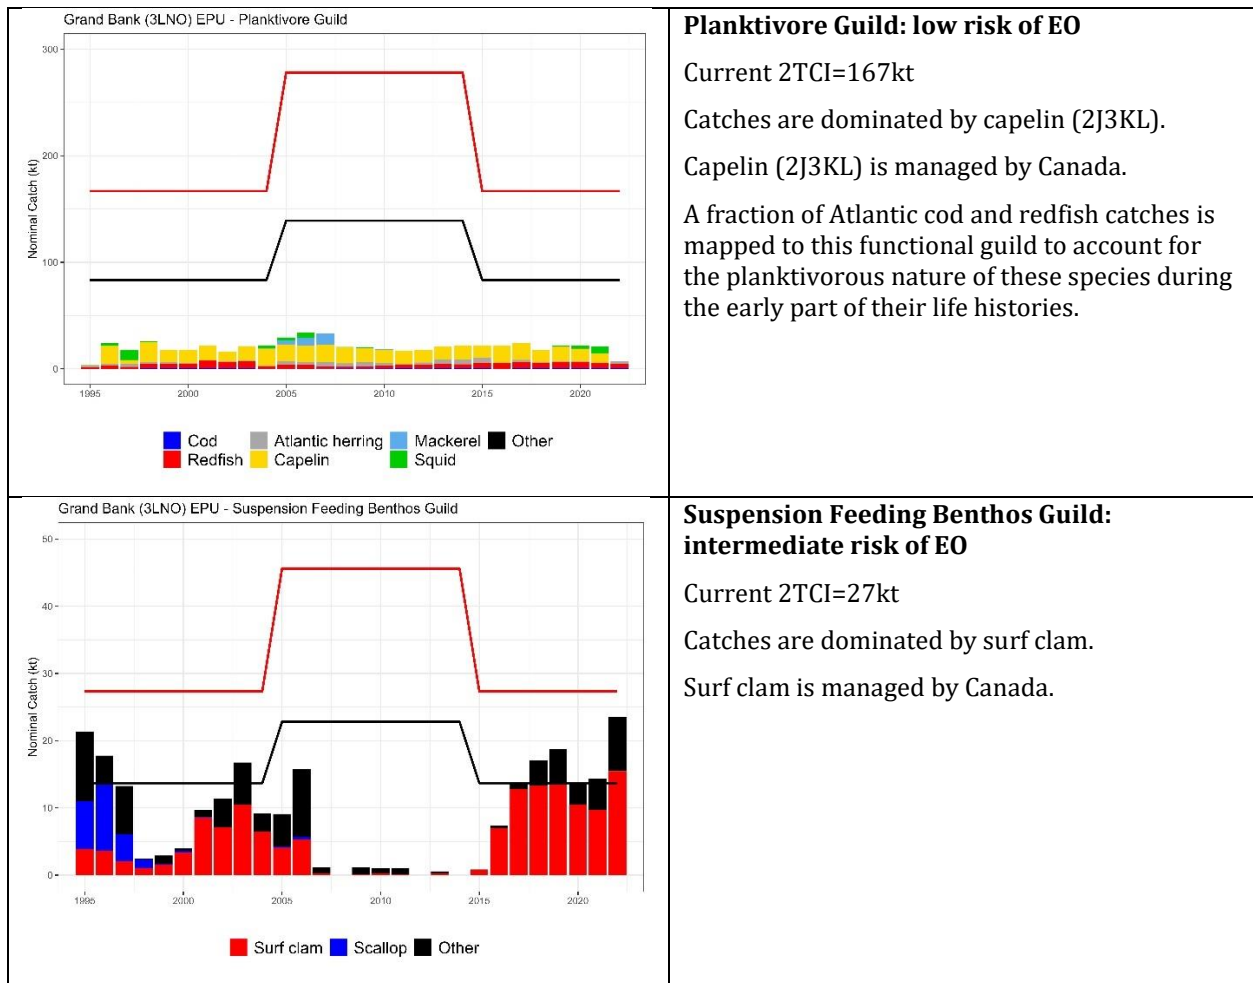 Grand Bank (3LNO) EPU - Planktivore Guild
Nominal Catch (kt)
300
200
100
0
1995
2000
2005
2010
2015
2020
Cod
Atlantic herring
Mackerel
Other
Redfish
Capelin
Squid
Planktivore Guild: low risk of EO
Current 2TCI=167kt
Catches are dominated by capelin (2J3KL).
Capelin (2J3KL) is managed by Canada.
A fraction of Atlantic cod and redfish catches is
mapped to this functional guild to account for
the planktivorous nature of these species during
the early part of their life histories.
Grand Bank (3LNO) EPU - Suspension Feeding Benthos Guild
Nominal Catch (kt)
50
40
30
20
10
0
1995
2000
2005
2010
2015
2020
Surf clam
Scallop
Other
Suspension Feeding Benthos Guild:
intermediate risk of EO
Current 2TCI=27kt
Catches are dominated by surf clam.
Surf clam is managed by Canada.